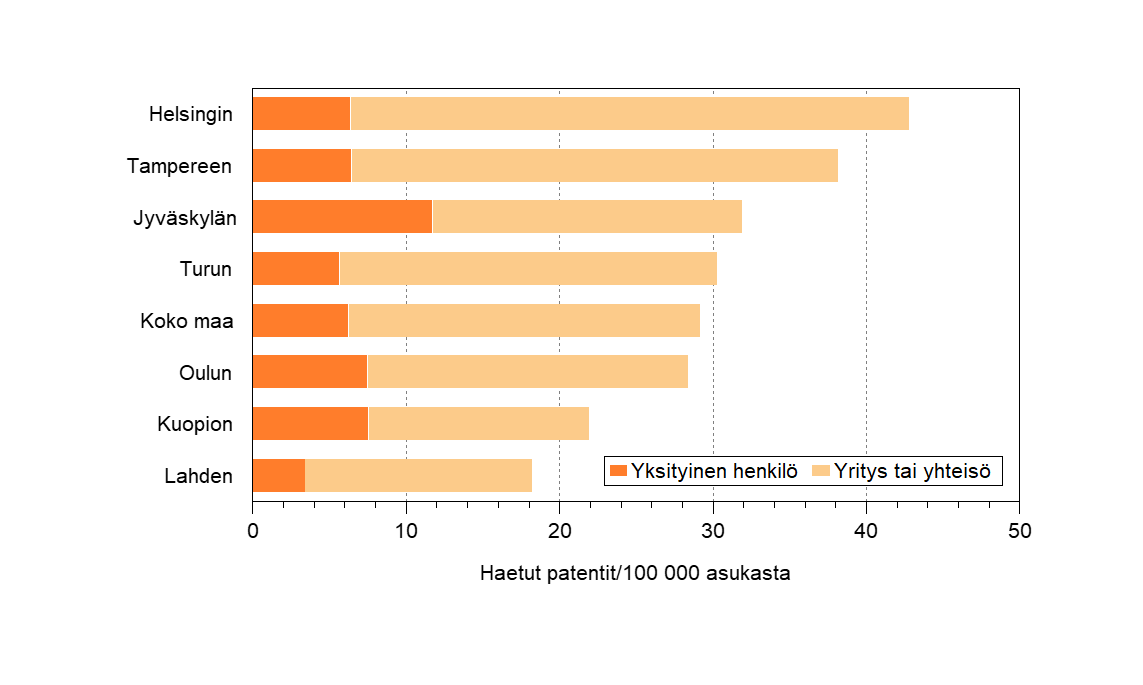 Helsingin
Tampereen
Jyväskylän
Turun
Koko maa
Oulun
Kuopion
Lahden
Yksityinen henkilö Yritys tai yhteisö
0 10 20 30 40 50
Haetut patentit/100 000 asukasta